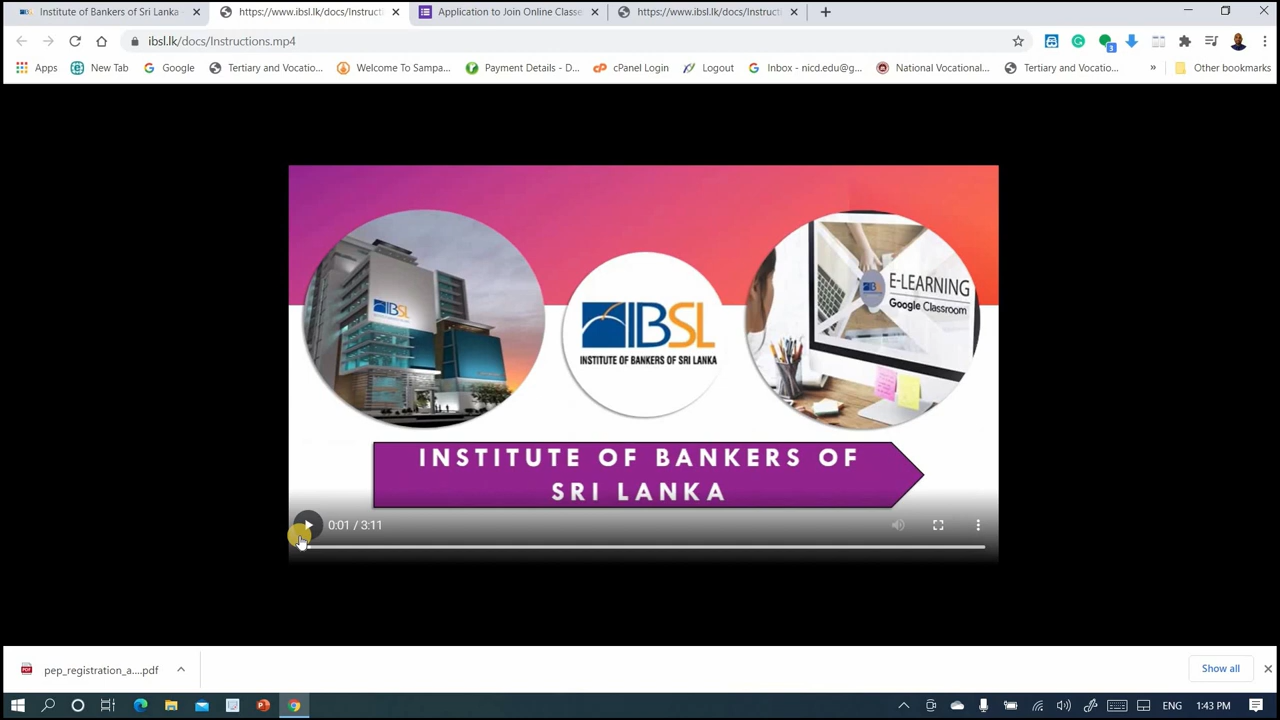 Institute of Bankers of Sri Lanka
https://www.ibsl.lk/docs/Instructi
Application to Join Online Classe
https://www.ibsl.lk/docs/Instructi
ibsl.lk/docs/Instructions.mp4
3
Apps
New Tab
Google
Tertiary and Vocatio...
Welcome To Sampa...
Payment Details - D...
cPanel Login
Logout
Inbox - nicd.edu@g...
National Vocational...
Tertiary and Vocatio...
»
Other bookmarks
IBSL
IBSL
INSTITUTE OF BANKERS OF SRI LANKA
E-LEARNING
Google Classroom
INSTITUTE OF BANKERS OF
SRI LANKA
0:01 / 3:11
PDF
pep_registration_a....pdf
Show all
ENG
1:43 PM